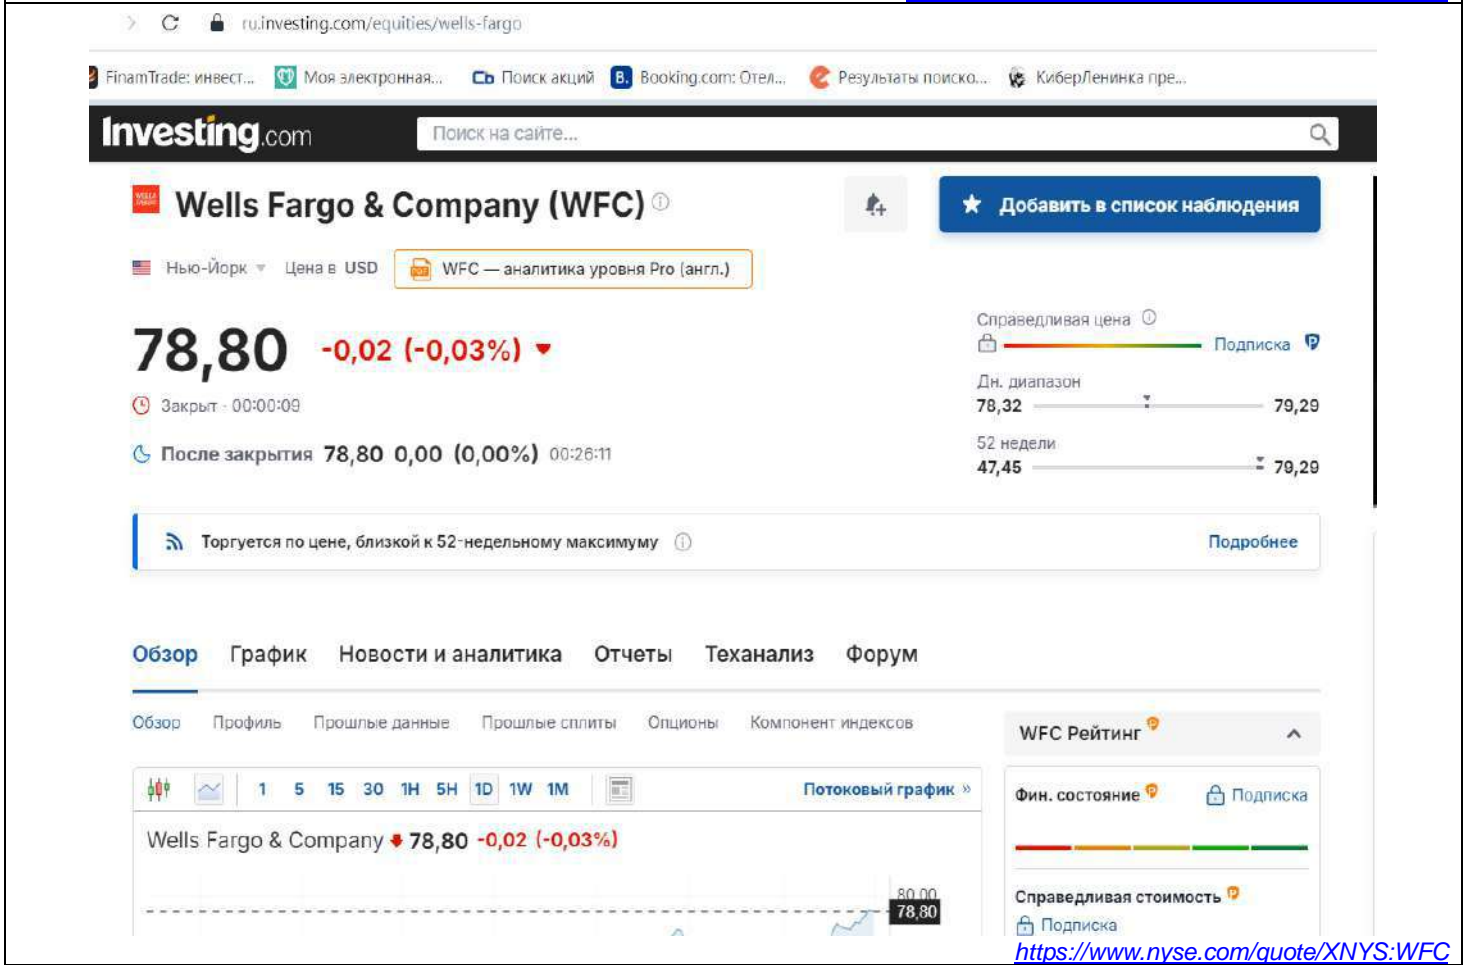 ru.investing.com/equities/wells-fargo
FinamTrade: инвест... Моя электронная... Сb Поиск акций B. Booking.com: Отел... Результаты поиско... КиберЛенинка пре...
Investing.com Поиск на сайте...
WELLS FARGO Wells Fargo & Company (WFC) Добавить в список наблюдения
Нью-Йорк Цена в USD PDF WFC — аналитика уровня Pro (англ.)
Справедливая цена
78,80 -0,02 (-0,03%) Подписка
Дн. диапазон
Закрыт · 00:00:09 78,32 79,29
52 недели
После закрытия 78,80 0,00 (0,00%) 00:26:11 47,45 79,29
Торгуется по цене, близкой к 52-недельному максимуму Подробнее
Обзор График Новости и аналитика Отчеты Теханализ Форум
Обзор Профиль Прошлые данные Прошлые сплиты Опционы Компонент индексов
WFC Рейтинг
1 5 15 30 1H 5H 1D 1W 1M Потоковый график »
Фин. состояние Подписка
Wells Fargo & Company 78,80 -0,02 (-0,03%)
80,00
Справедливая стоимость
78,80
Подписка
https://www.nyse.com/quote/XNYS:WFC